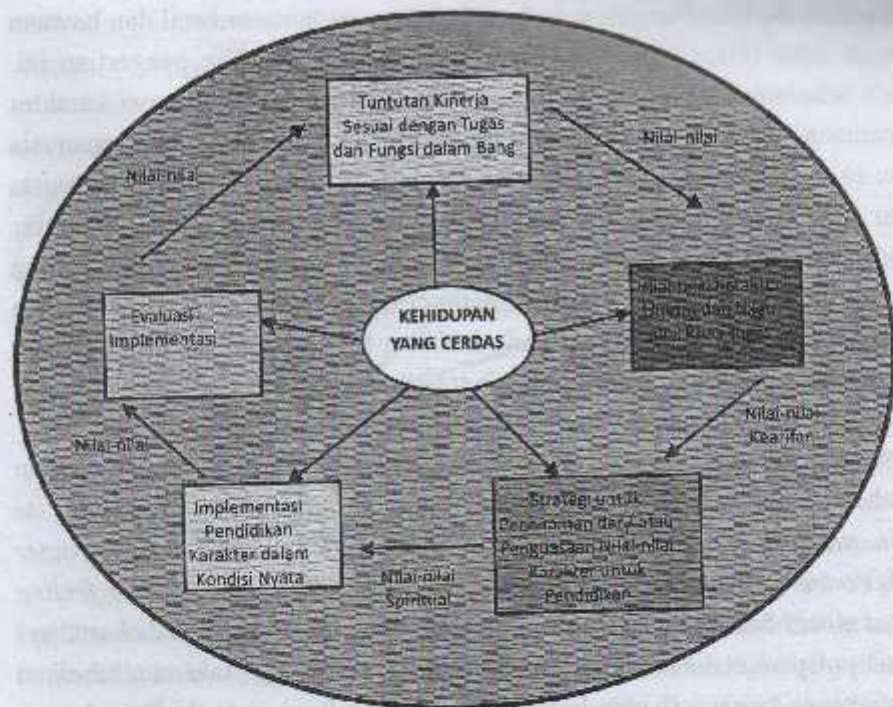 Tuntutan Kinerja
Sesuai dengan Tugas
dan Fungsi dalam Bang
Nilai-nilai
Nilai-nilai
KEHIDUPAN
YANG CERDAS
Evaluasi
Implementasi
Nilai-nilai
Kearifan
Nilai-nilai
Implementasi
Pendidikan
Karakter dalam
Kondisi Nyata
Nilai-nilai
Spiritual
Strategi untuk
Penanaman dan / atau
Penguatan Nilai-nilai
Karakter untuk
Pendidikan